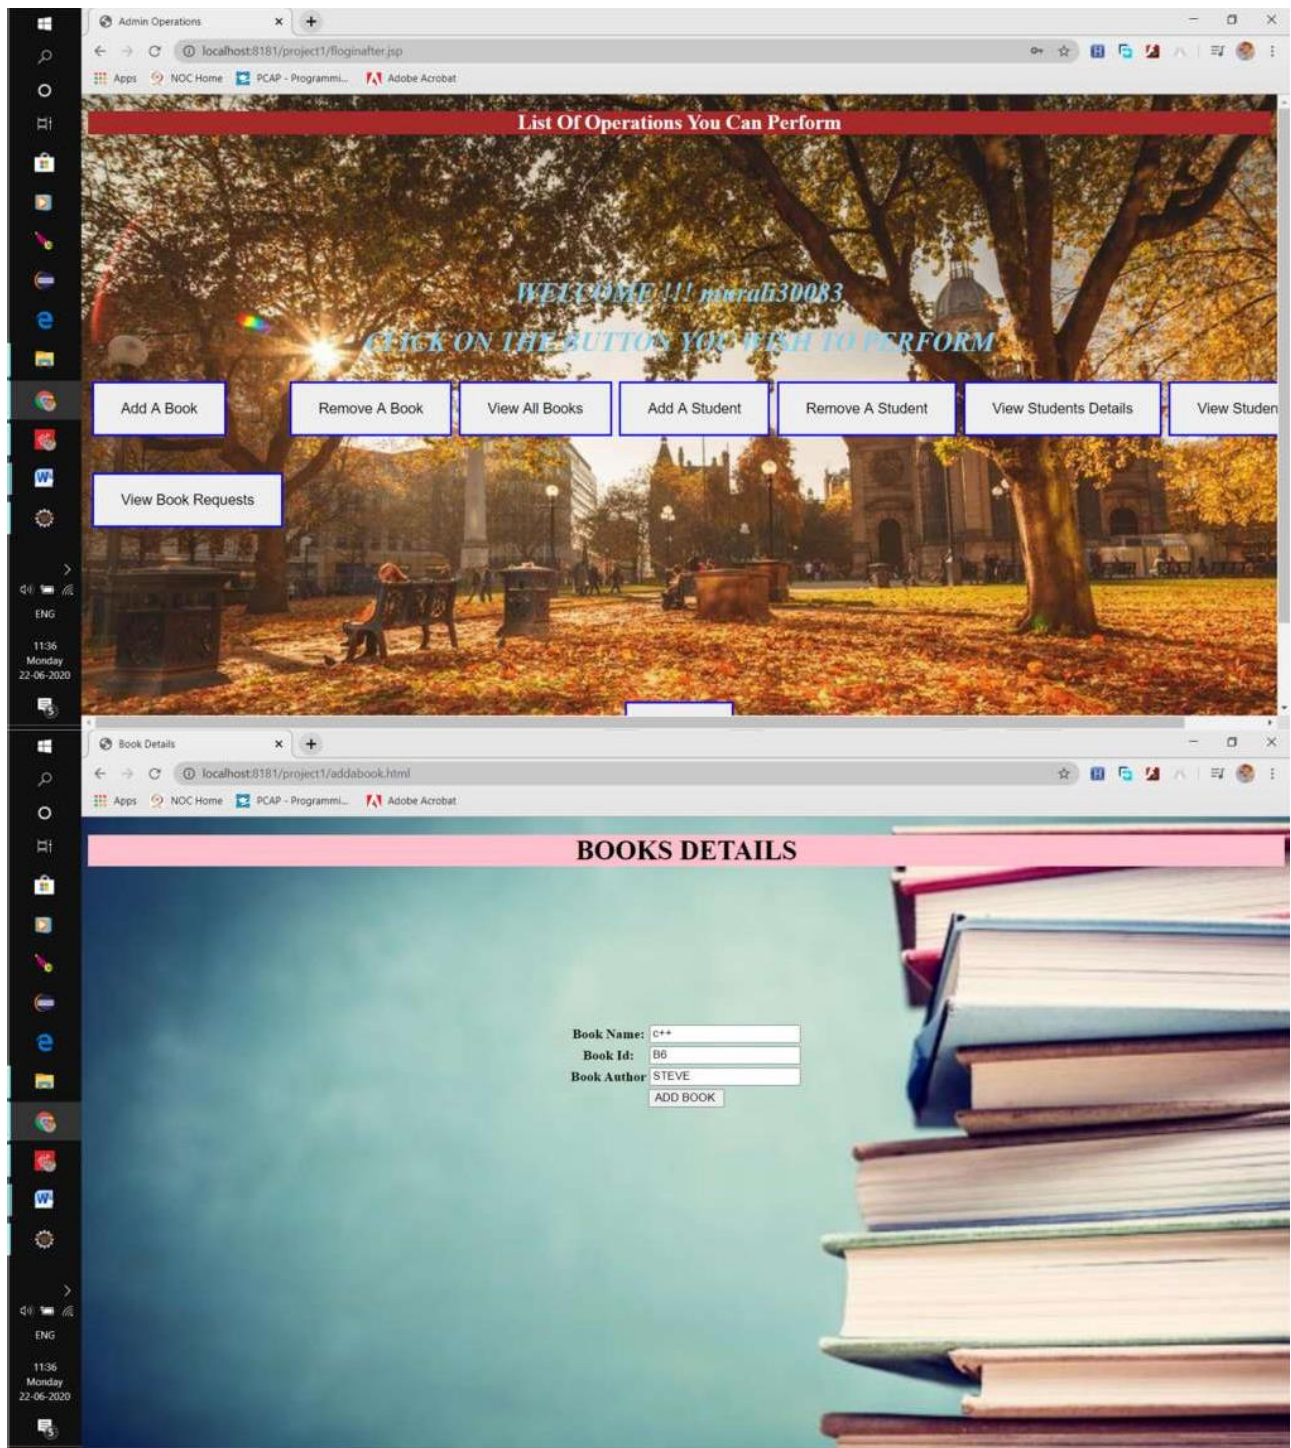 Admin Operations
localhost:8181/project1/floginafter.jsp
Apps NOC Home PCAP - Programmi... Adobe Acrobat
List Of Operations You Can Perform
WELCOME !!! murali30083
CLICK ON THE BUTTON YOU WISH TO PERFORM
Add A Book Remove A Book View All Books Add A Student Remove A Student View Students Details View Studen
View Book Requests
ENG
11:36
Monday
22-06-2020
5
Book Details
localhost:8181/project1/addabook.html
Apps NOC Home PCAP - Programmi... Adobe Acrobat
BOOKS DETAILS
Book Name: c++
Book Id: B6
Book Author STEVE
ADD BOOK
ENG
11:36
Monday
22-06-2020
5